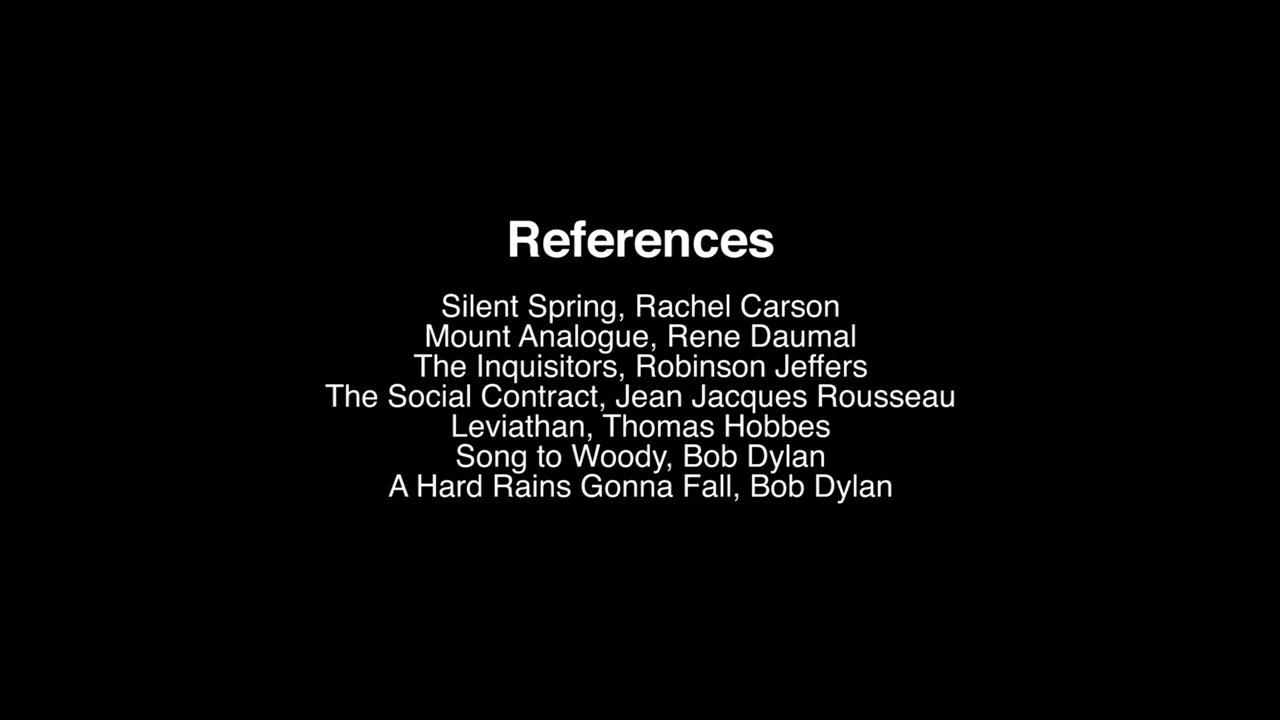 References
Silent Spring, Rachel Carson
Mount Analogue, Rene Daumal
The Inquisitors, Robinson Jeffers
The Social Contract, Jean Jacques Rousseau
Leviathan, Thomas Hobbes
Song to Woody, Bob Dylan
A Hard Rains Gonna Fall, Bob Dylan